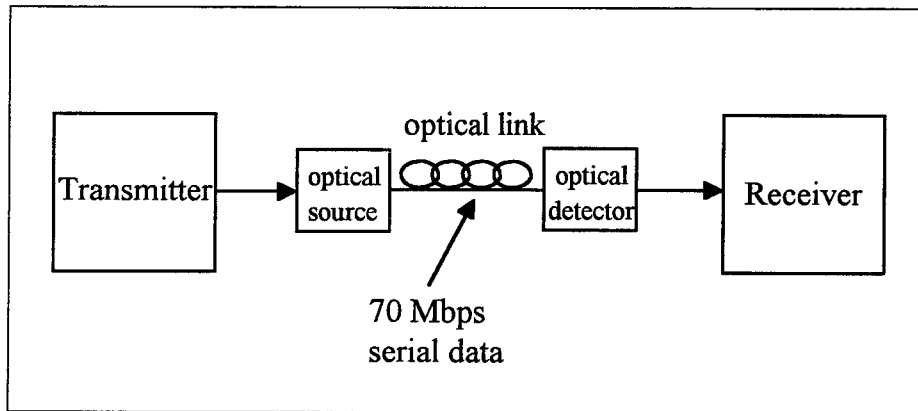 Transmitter
optical
source
optical link
optical
detector
Receiver
70 Mbps
serial data